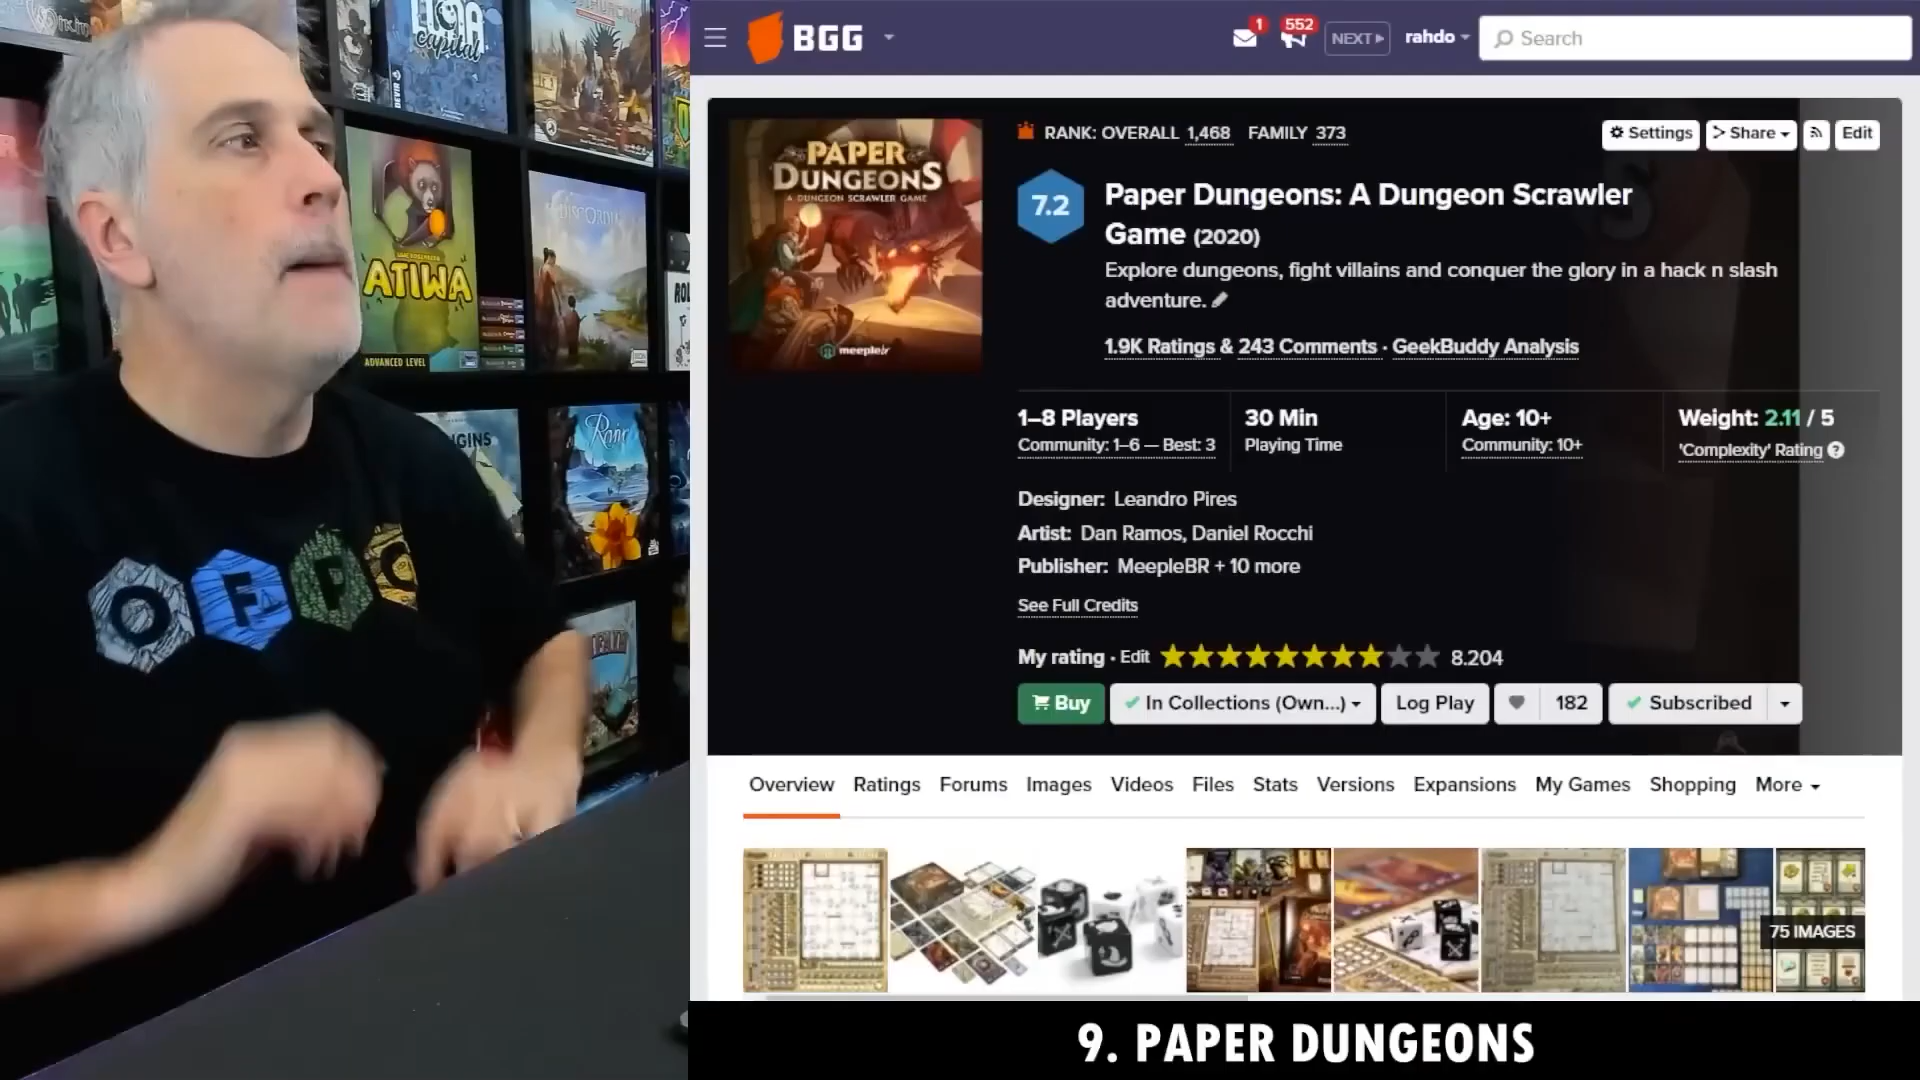 BGG
1
552
NEXT
rahdo
Search
PAPER
DUNGEONS
A DUNGEON SCRAWLER GAME
meeplebr
RANK: OVERALL 1,468 FAMILY 373
Settings
Share
Edit
7.2
Paper Dungeons: A Dungeon Scrawler
Game (2020)
Explore dungeons, fight villains and conquer the glory in a hack n slash
adventure.
1.9K Ratings & 243 Comments · GeekBuddy Analysis
1–8 Players
Community: 1–6 — Best: 3
30 Min
Playing Time
Age: 10+
Community: 10+
Weight: 2.11 / 5
'Complexity' Rating
Designer: Leandro Pires
Artist: Dan Ramos, Daniel Rocchi
Publisher: MeepleBR + 10 more
See Full Credits
My rating · Edit
8.204
Buy
In Collections (Own...)
Log Play
182
Subscribed
Overview Ratings Forums Images Videos Files Stats Versions Expansions My Games Shopping More
75 IMAGES
9. PAPER DUNGEONS
capital
DEVIR
ATIWA
ADVANCED LEVEL
O F P C